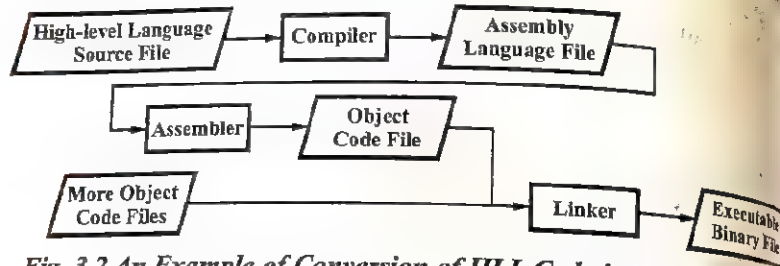 High-level Language
Source File
Compiler
Assembly
Language File
Assembler
Object
Code File
More Object
Code Files
Linker
Executable
Binary File
Fig. 3.2 An Example of Conversion of HLL Code